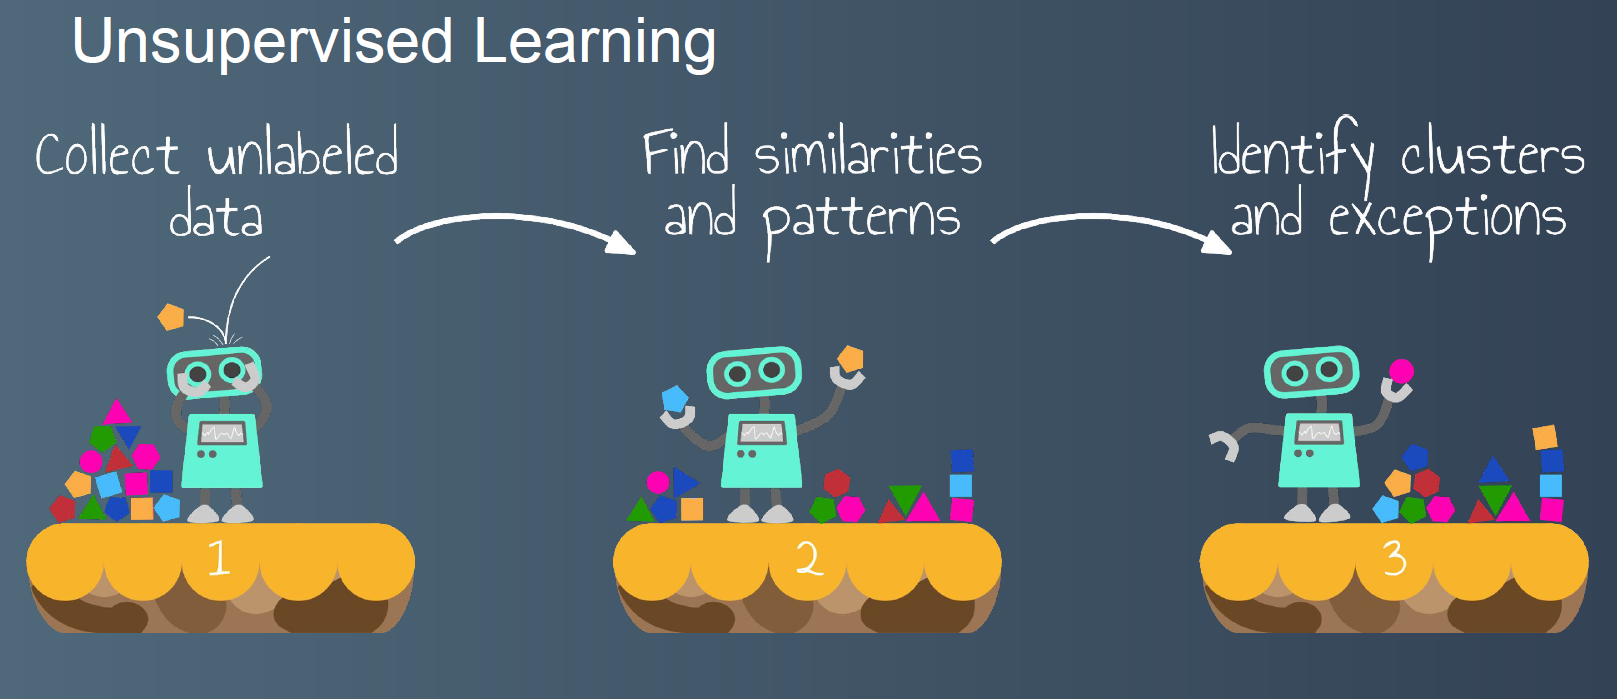 Unsupervised Learning
Collect unlabeled
data
Find similarities
and patterns
Identify clusters
and exceptions
1
2
3